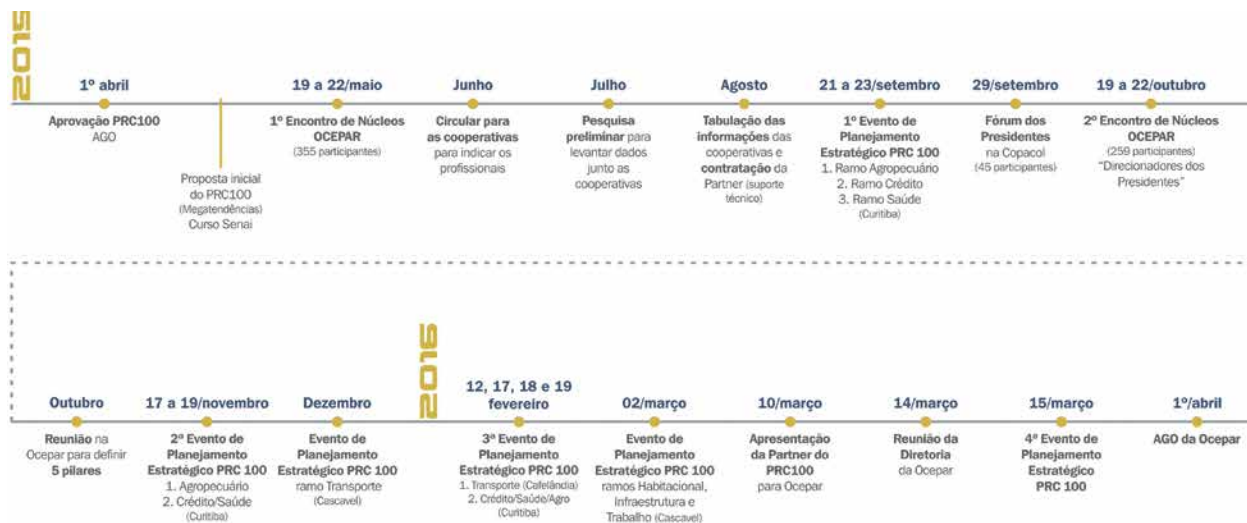 2015
1º abril
Aprovação PRC100
AGO
Proposta inicial
do PRC100
(Megatendências)
Curso Senai
19 a 22/maio
1º Encontro de Núcleos
OCEPAR
(355 participantes)
Junho
Circular para
as cooperativas
para indicar os
profissionais
Julho
Pesquisa
preliminar para
levantar dados
junto as
cooperativas
Agosto
Tabulação das
informações das
cooperativas e
contratação da
Partner (suporte
técnico)
21 a 23/setembro
1º Evento de
Planejamento
Estratégico PRC 100
1. Ramo Agropecuário
2. Ramo Crédito
3. Ramo Saúde
(Curitiba)
29/setembro
Fórum dos
Presidentes
na Copacol
(45 participantes)
19 a 22/outubro
2º Encontro de Núcleos
OCEPAR
(259 participantes)
“Direcionadores dos
Presidentes”
Outubro
Reunião na
Ocepar para definir
5 pilares
17 a 19/novembro
2º Evento de
Planejamento
Estratégico PRC 100
1. Agropecuário
2. Crédito/Saúde
(Curitiba)
Dezembro
Evento de
Planejamento
Estratégico PRC 100
ramo Transporte
(Cascavel)
2016
12, 17, 18 e 19
fevereiro
3º Evento de
Planejamento
Estratégico PRC 100
1. Transporte (Cafelândia)
2. Crédito/Saúde/Agro
(Curitiba)
02/março
Evento de
Planejamento
Estratégico PRC 100
ramos Habitacional,
Infraestrutura e
Trabalho (Cascavel)
10/março
Apresentação
da Partner do
PRC100
para Ocepar
14/março
Reunião da
Diretoria
da Ocepar
15/março
4º Evento de
Planejamento
Estratégico
PRC 100
1º/abril
AGO da Ocepar